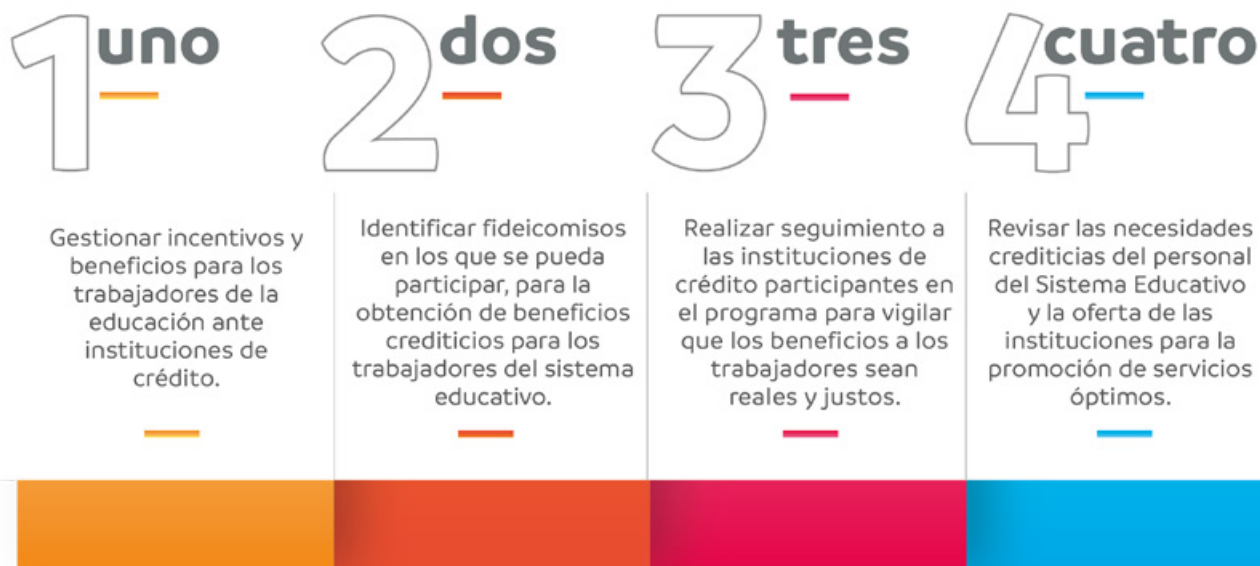 1 uno
Gestionar incentivos y
beneficios para los
trabajadores de la
educación ante
instituciones de
crédito.
2 dos
Identificar fideicomisos
en los que se pueda
participar, para la
obtención de beneficios
crediticios para los
trabajadores del sistema
educativo.
3 tres
Realizar seguimiento a
las instituciones de
crédito participantes en
el programa para vigilar
que los beneficios a los
trabajadores sean
reales y justos.
4 cuatro
Revisar las necesidades
crediticias del personal
del Sistema Educativo
y la oferta de las
instituciones para la
promoción de servicios
óptimos.